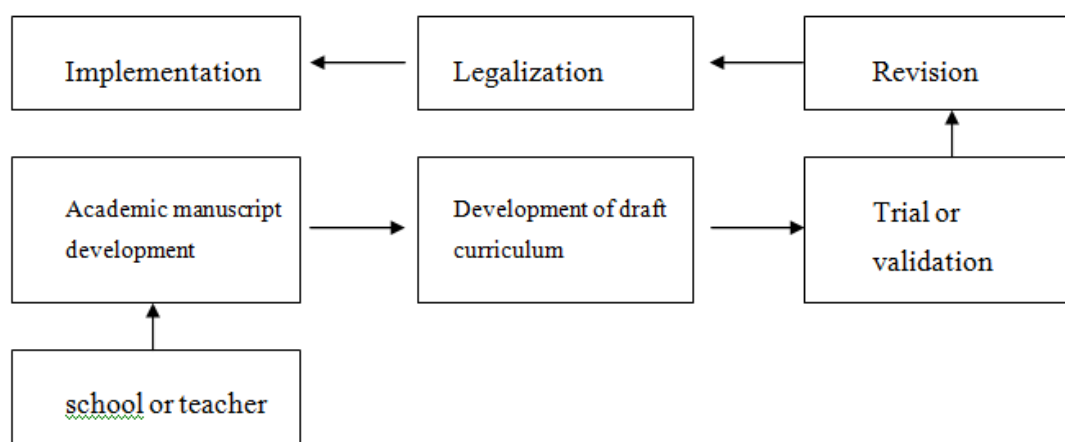 Implementation
Legalization
Revision
Academic manuscript
development
Development of draft
curriculum
Trial or
validation
school or teacher